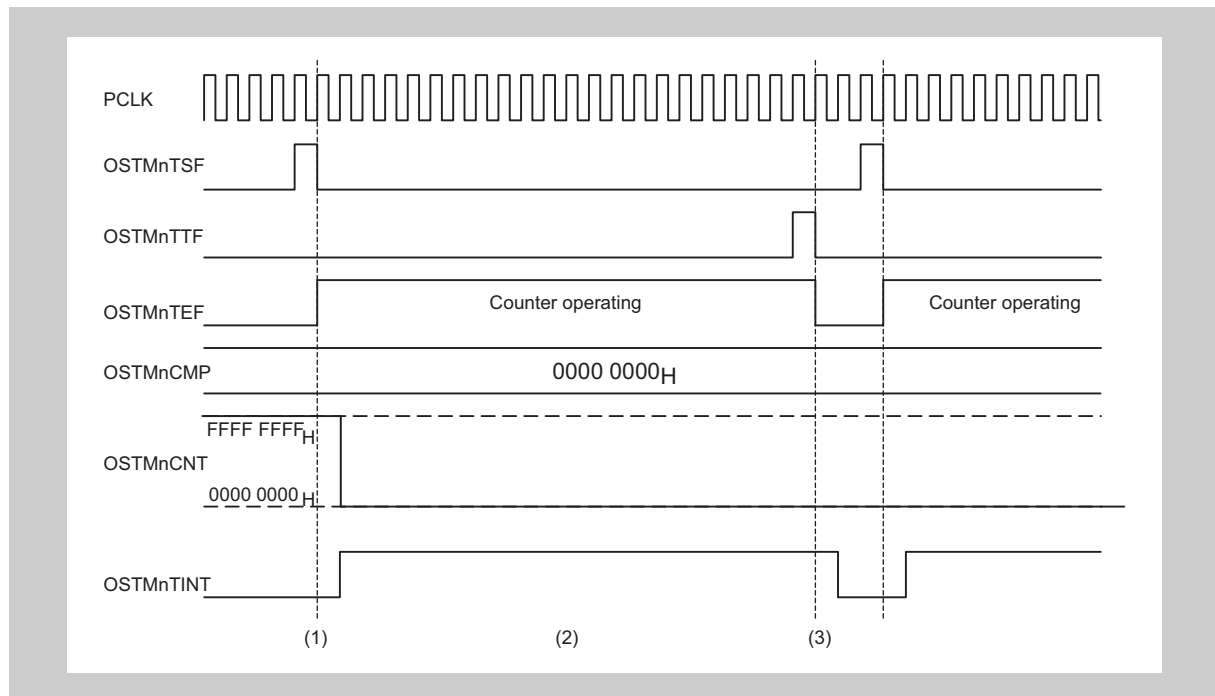 PCLK
OSTMnTSF
OSTMnTTF
OSTMnTEF
Counter operating
Counter operating
OSTMnCMP
0000 0000H
FFFF FFFFH
OSTMnCNT
0000 0000H
OSTMnTINT
(1)
(2)
(3)